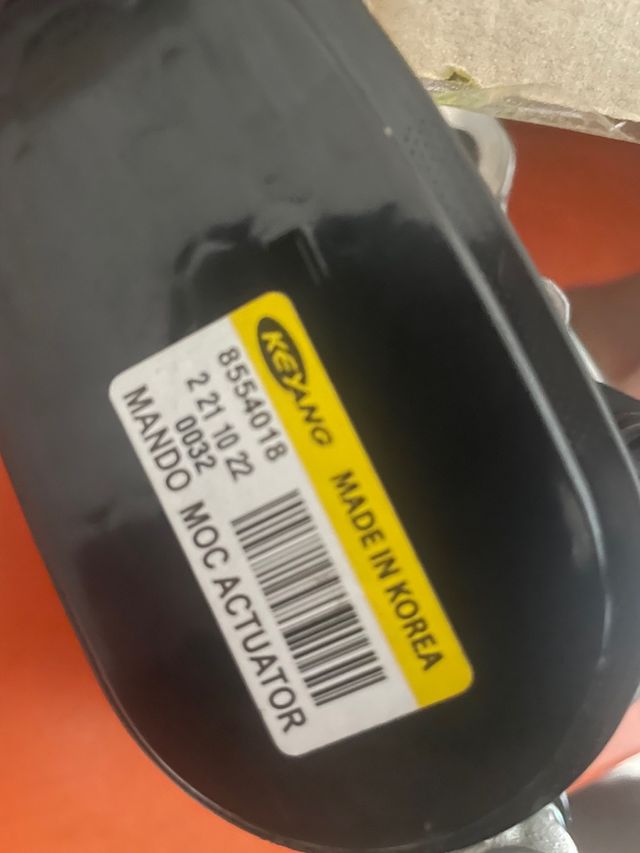 KEYANG MADE IN KOREA
8554018
2 21 10 22
0032
MANDO MOC ACTUATOR